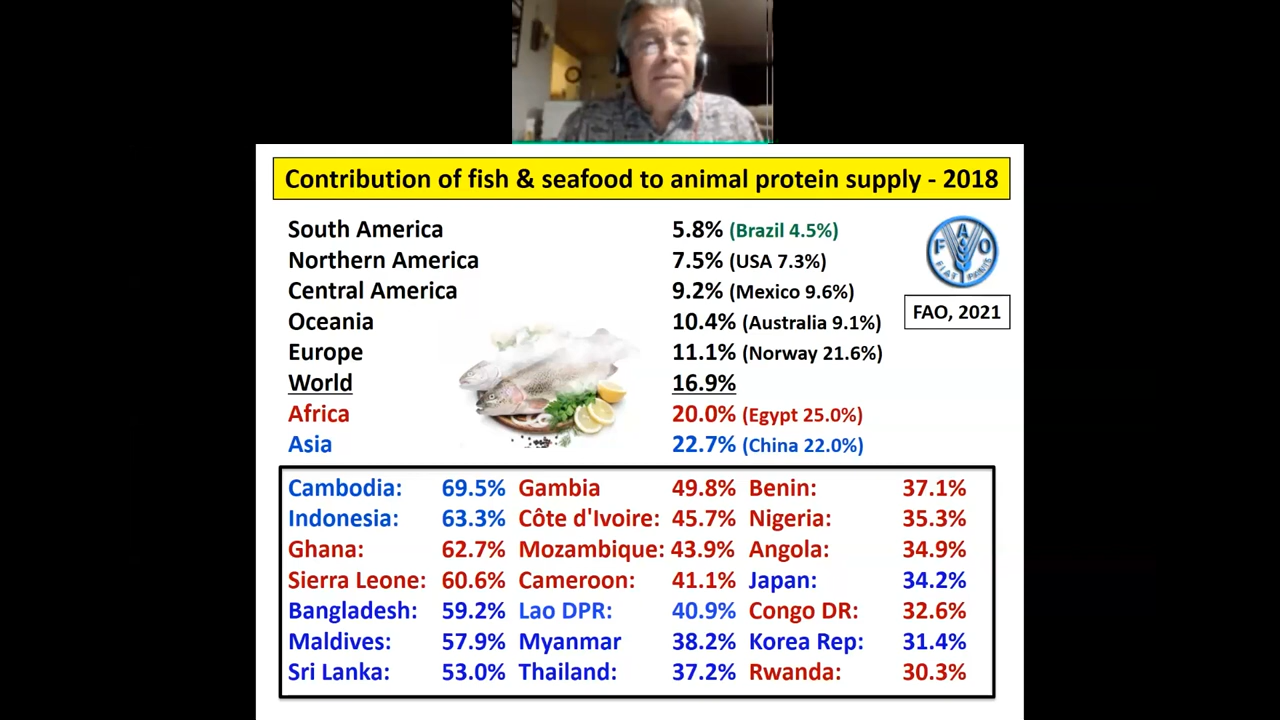 Contribution of fish & seafood to animal protein supply - 2018
South America 5.8% (Brazil 4.5%)
Northern America 7.5% (USA 7.3%)
Central America 9.2% (Mexico 9.6%)
Oceania 10.4% (Australia 9.1%)
Europe 11.1% (Norway 21.6%)
World 16.9%
Africa 20.0% (Egypt 25.0%)
Asia 22.7% (China 22.0%)
F A O
FIAT PANIS
FAO, 2021
Cambodia: 69.5% Gambia 49.8% Benin: 37.1%
Indonesia: 63.3% Côte d'Ivoire: 45.7% Nigeria: 35.3%
Ghana: 62.7% Mozambique: 43.9% Angola: 34.9%
Sierra Leone: 60.6% Cameroon: 41.1% Japan: 34.2%
Bangladesh: 59.2% Lao DPR: 40.9% Congo DR: 32.6%
Maldives: 57.9% Myanmar 38.2% Korea Rep: 31.4%
Sri Lanka: 53.0% Thailand: 37.2% Rwanda: 30.3%